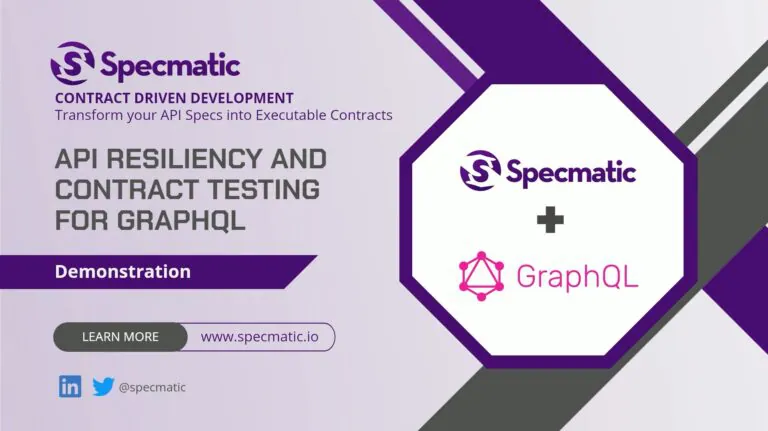 Specmatic
CONTRACT DRIVEN DEVELOPMENT
Transform your API Specs into Executable Contracts
API RESILIENCY AND
CONTRACT TESTING
FOR GRAPHQL
Demonstration
LEARN MORE
www.specmatic.io
in
@specmatic
Specmatic
+
GraphQL